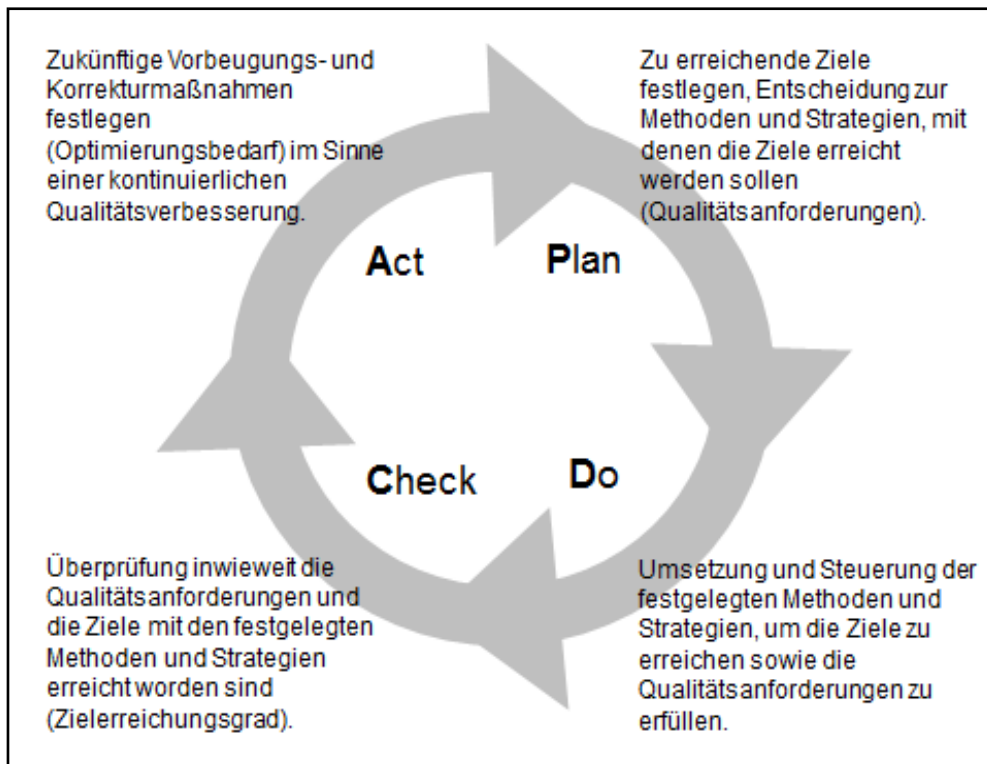 Zukünftige Vorbeugungs- und
Korrekturmaßnahmen
festlegen
(Optimierungsbedarf) im Sinne
einer kontinuierlichen
Qualitätsverbesserung.
Zu erreichende Ziele
festlegen, Entscheidung zur
Methoden und Strategien, mit
denen die Ziele erreicht
werden sollen
(Qualitätsanforderungen).
Act
Plan
Check
Do
Überprüfung inwieweit die
Qualitätsanforderungen und
die Ziele mit den festgelegten
Methoden und Strategien
erreicht worden sind
(Zielerreichungsgrad).
Umsetzung und Steuerung der
festgelegten Methoden und
Strategien, um die Ziele zu
erreichen sowie die
Qualitätsanforderungen zu
erfüllen.